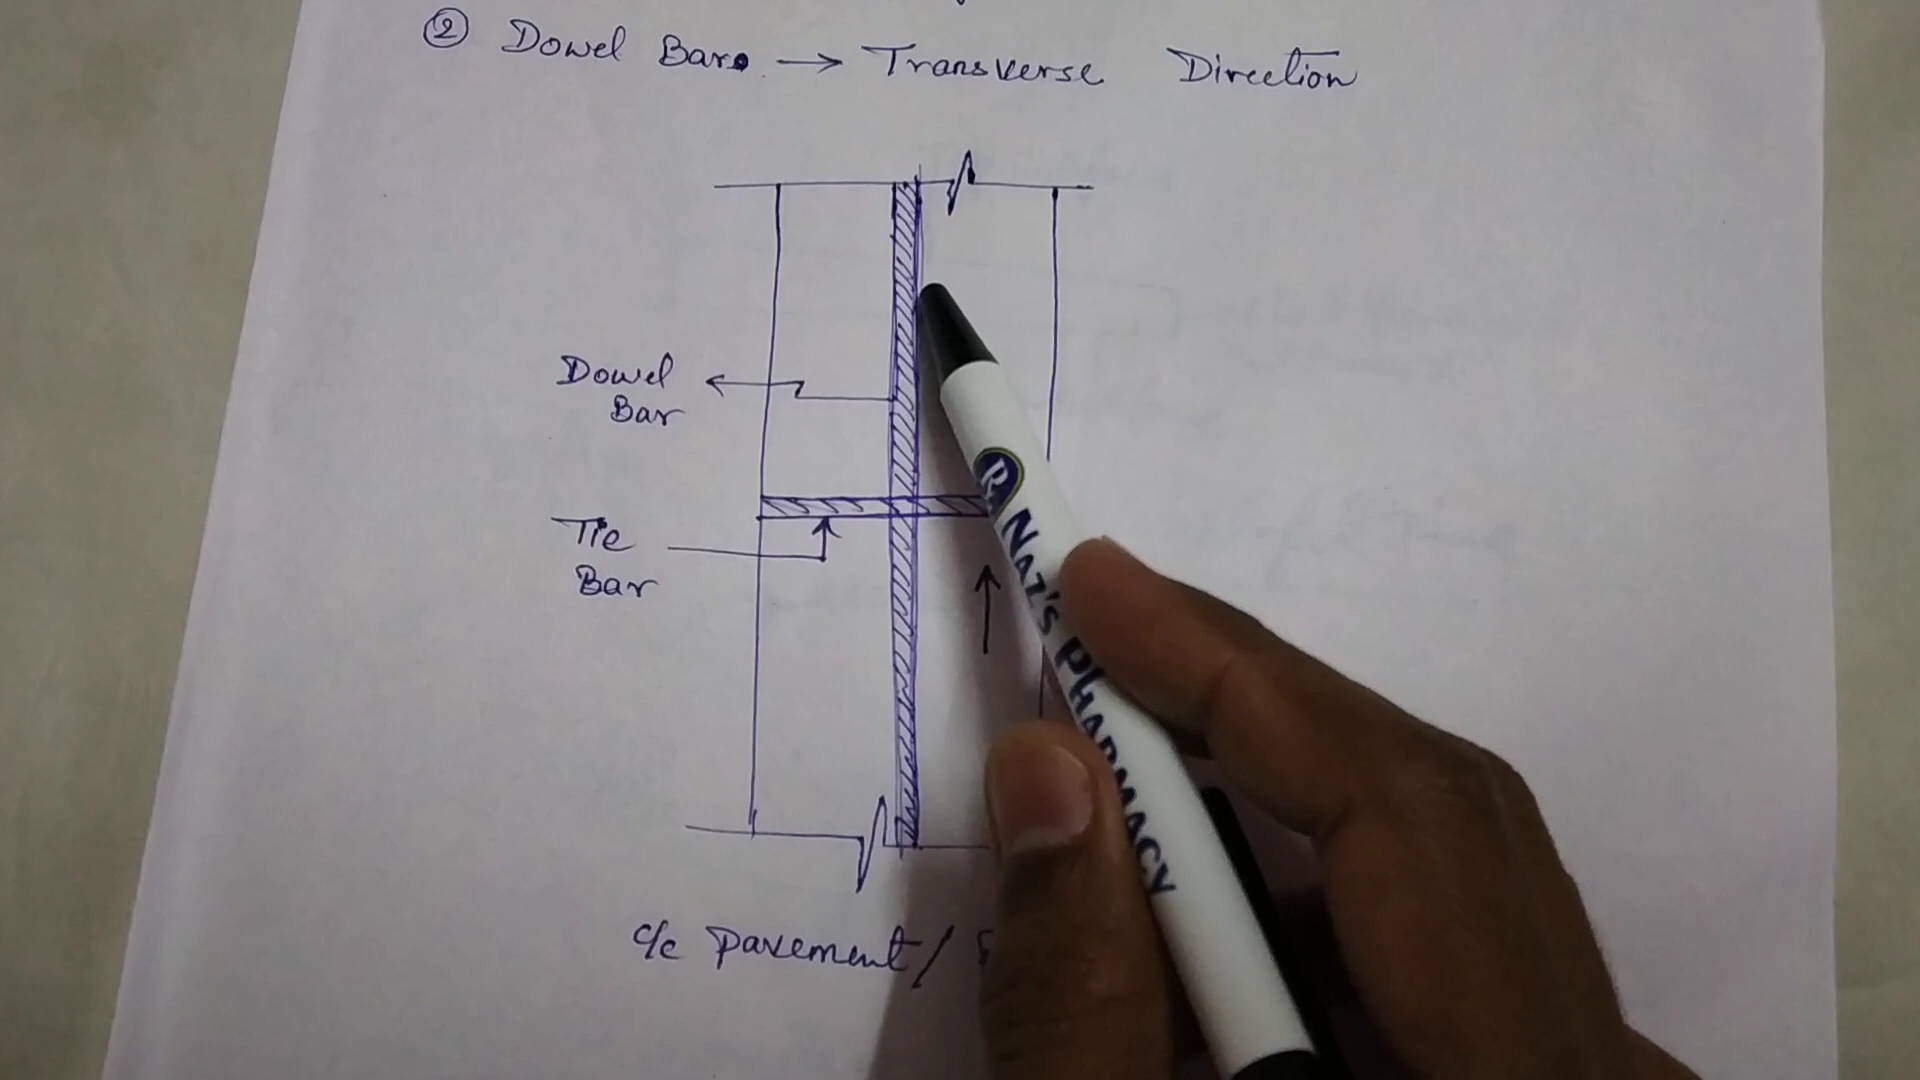 ② Dowel Bars → Transverse Direction
Dowel
Bar
Tie
Bar
c/c pavement/
NAZ'S PHARMACY